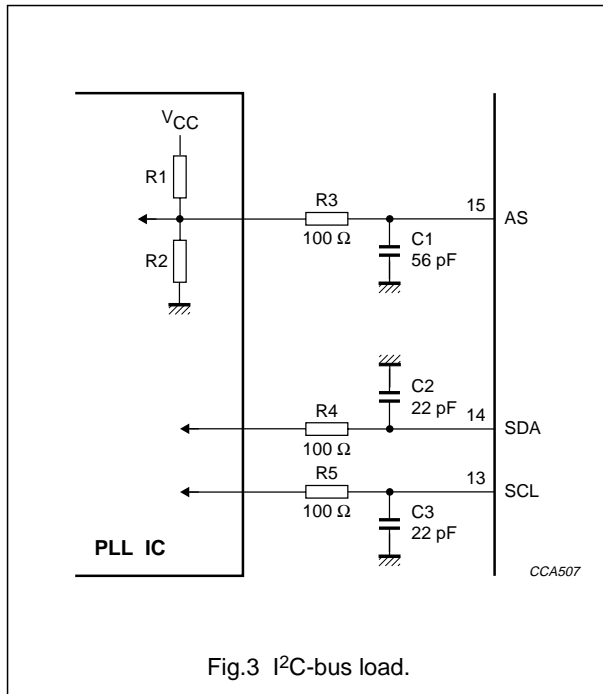 VCC
R1
R2
R3
100 Ω
C1
56 pF
15
AS
C2
22 pF
R4
100 Ω
14
SDA
R5
100 Ω
13
SCL
C3
22 pF
PLL IC
CCA507
Fig.3 I²C-bus load.